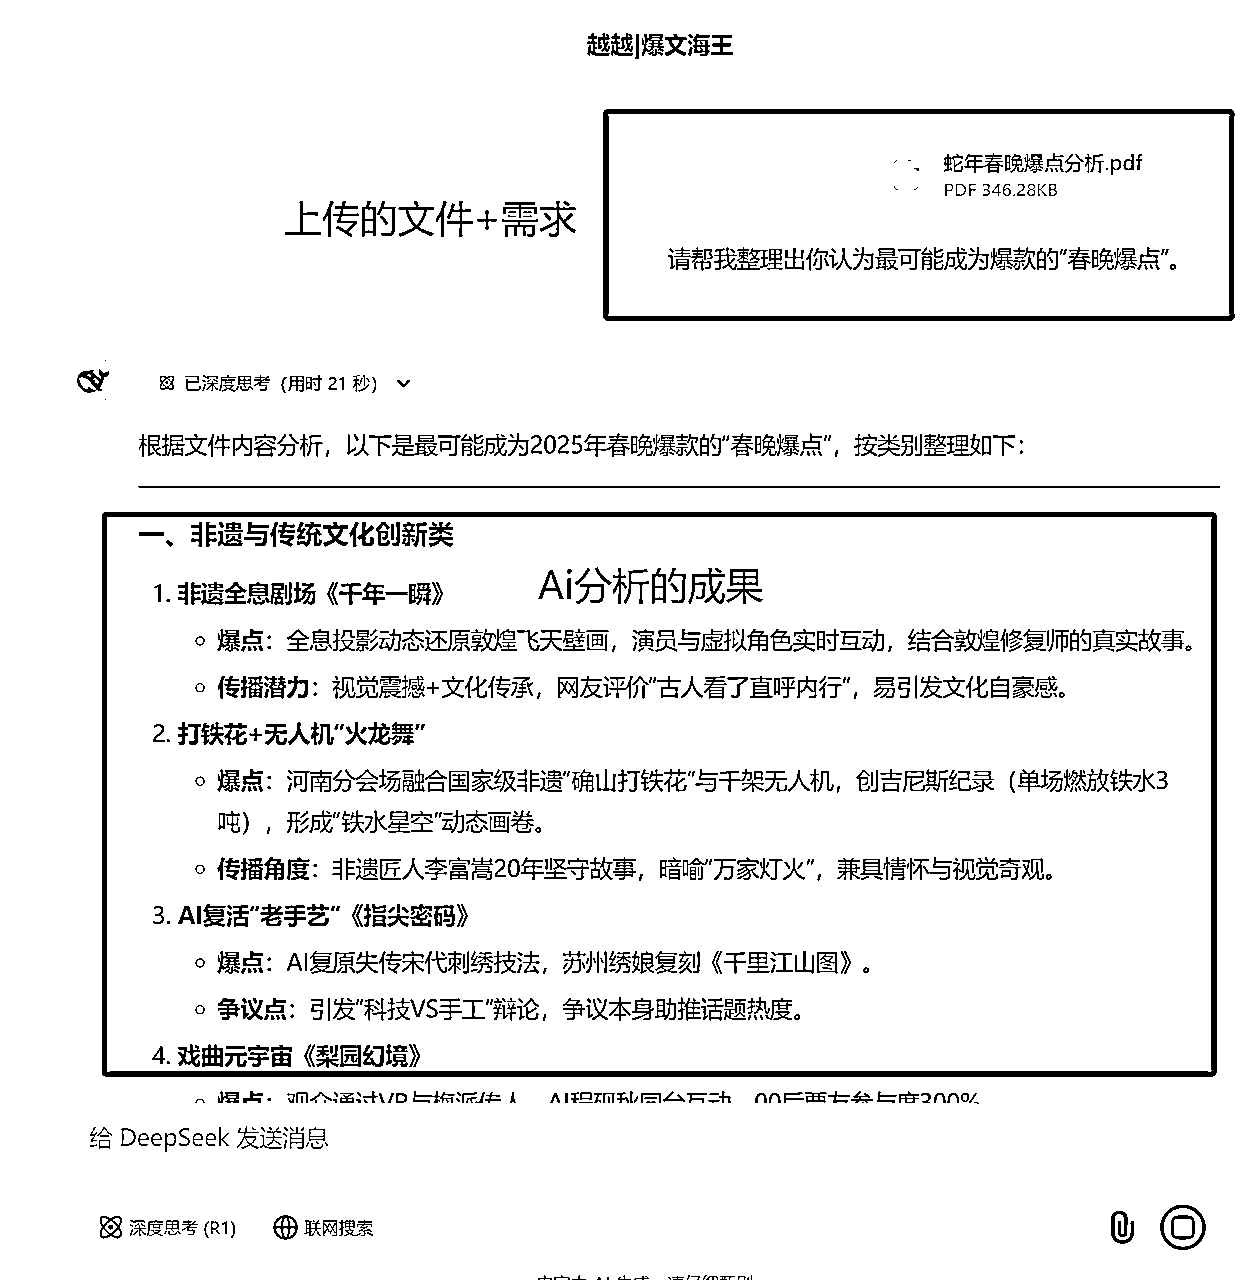 越越|爆文海王
蛇年春晚爆点分析.pdf
PDF 346.28KB
上传的文件+需求
请帮我整理出你认为最可能成为爆款的“春晚爆点”。
已深度思考（用时 21 秒）
根据文件内容分析，以下是最可能成为2025年春晚爆款的“春晚爆点”，按类别整理如下：
一、非遗与传统文化创新类
Ai分析的成果
1. 非遗全息剧场《千年一瞬》
爆点：全息投影动态还原敦煌飞天壁画，演员与虚拟角色实时互动，结合敦煌修复师的真实故事。
传播潜力：视觉震撼+文化传承，网友评价“古人看了直呼内行”，易引发文化自豪感。
2. 打铁花+无人机“火龙舞”
爆点：河南分会场融合国家级非遗“确山打铁花”与千架无人机，创吉尼斯纪录（单场燃放铁水3
吨），形成“铁水星空”动态画卷。
传播角度：非遗匠人李富嵩20年坚守故事，暗喻“万家灯火”，兼具情怀与视觉奇观。
3. AI复活“老手艺”《指尖密码》
爆点：AI复原失传宋代刺绣技法，苏州绣娘复刻《千里江山图》。
争议点：引发“科技VS手工”辩论，争议本身助推话题热度。
4. 戏曲元宇宙《梨园幻境》
给 DeepSeek 发送消息
深度思考 (R1)
联网搜索